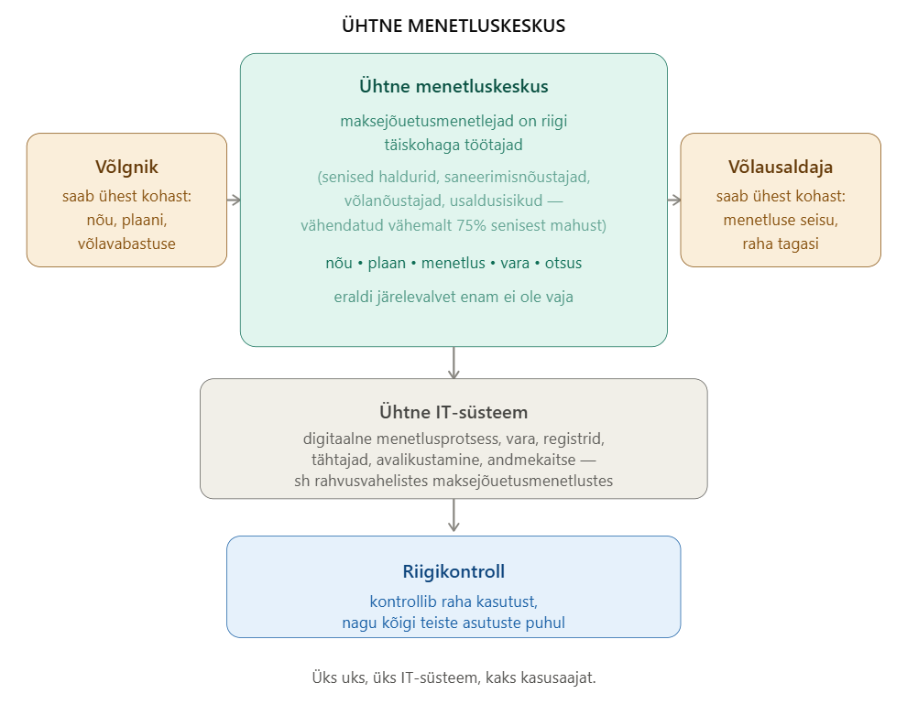 ÜHTNE MENETLUSKESKUS
Ühtne menetluskeskus
maksejõuetusmenetlejad on riigi
täiskohaga töötajad
(senised haldurid, saneerimisnõustajad,
võlanõustajad, usaldusisikud —
vähendatud vähemalt 75% senisest mahust)
nõu • plaan • menetlus • vara • otsus
eraldi järelevalvet enam ei ole vaja
Võlgnik
saab ühest kohast:
nõu, plaani,
võlavabastuse
Võlausaldaja
saab ühest kohast:
menetluse seisu,
raha tagasi
Ühtne IT-süsteem
digitaalne menetlusprotsess, vara, registrid,
tähtajad, avalikustamine, andmekaitse —
sh rahvusvahelistes maksejõuetusmenetlustes
Riigikontroll
kontrollib raha kasutust,
nagu kõigi teiste asutuste puhul
Üks uks, üks IT-süsteem, kaks kasusaajat.